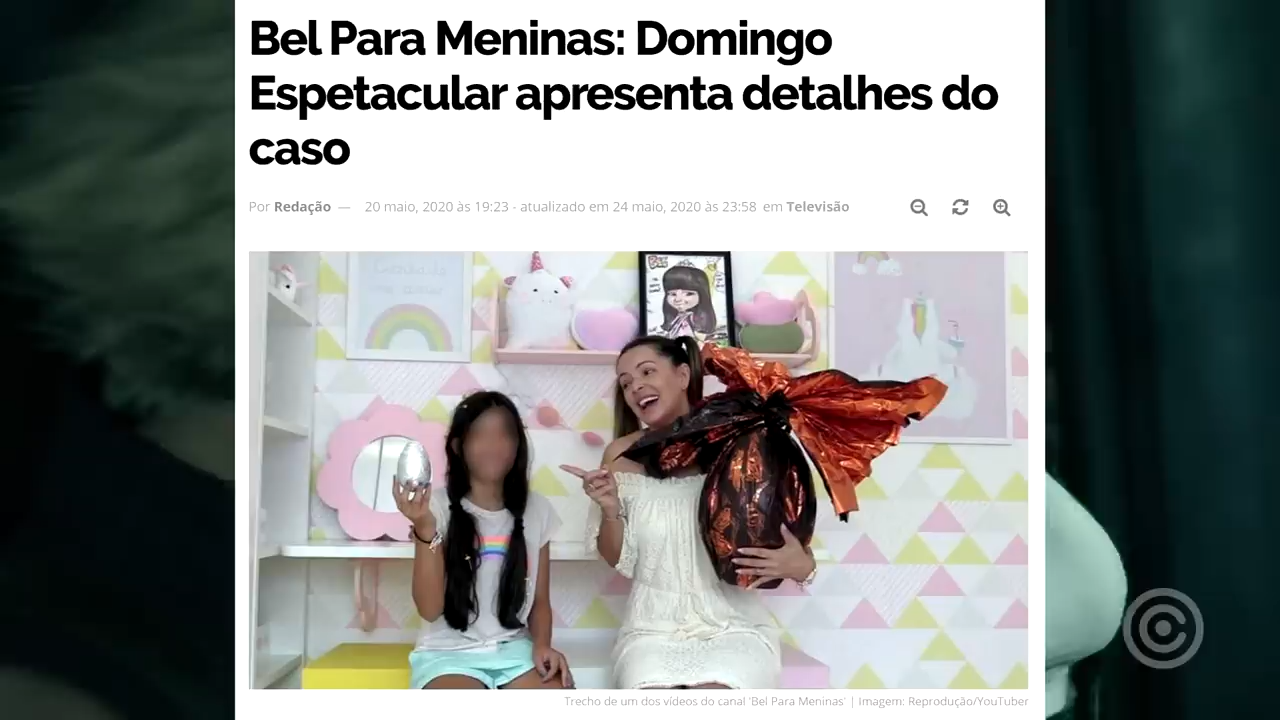 Bel Para Meninas: Domingo
Espetacular apresenta detalhes do
caso
Por Redação — 20 maio, 2020 às 19:23 - atualizado em 24 maio, 2020 às 23:58 em Televisão
Trecho de um dos vídeos do canal 'Bel Para Meninas' | Imagem: Reprodução/YouTuber